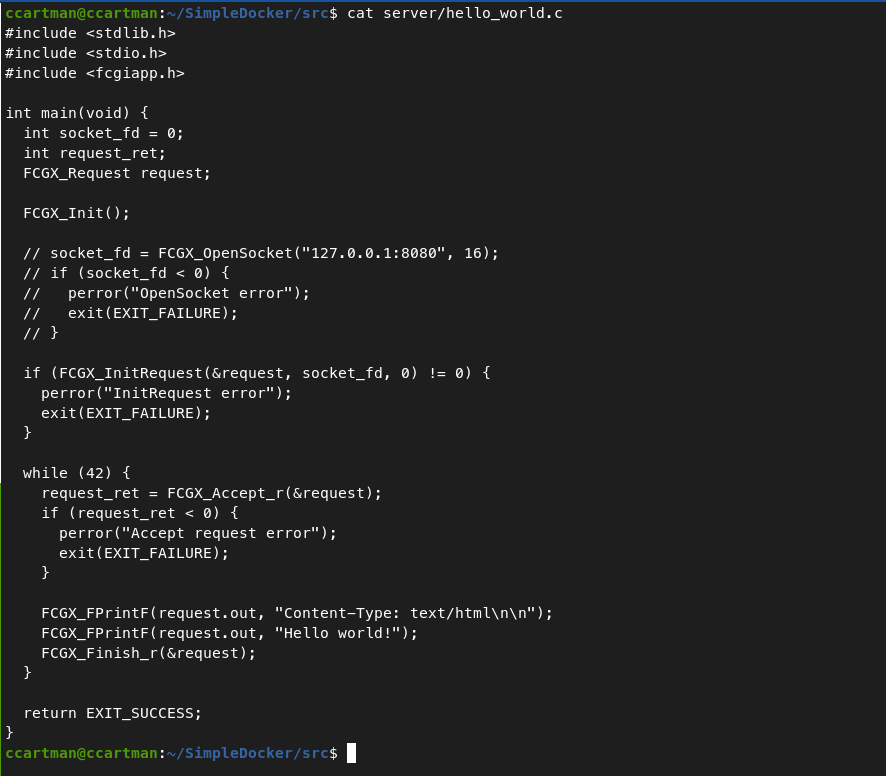 ccartman@ccartman:~/SimpleDocker/src$ cat server/hello_world.c
#include <stdlib.h>
#include <stdio.h>
#include <fcgiapp.h>

int main(void) {
  int socket_fd = 0;
  int request_ret;
  FCGX_Request request;

  FCGX_Init();

  // socket_fd = FCGX_OpenSocket("127.0.0.1:8080", 16);
  // if (socket_fd < 0) {
  //   perror("OpenSocket error");
  //   exit(EXIT_FAILURE);
  // }

  if (FCGX_InitRequest(&request, socket_fd, 0) != 0) {
    perror("InitRequest error");
    exit(EXIT_FAILURE);
  }

  while (42) {
    request_ret = FCGX_Accept_r(&request);
    if (request_ret < 0) {
      perror("Accept request error");
      exit(EXIT_FAILURE);
    }

    FCGX_FPrintF(request.out, "Content-Type: text/html\n\n");
    FCGX_FPrintF(request.out, "Hello world!");
    FCGX_Finish_r(&request);
  }

  return EXIT_SUCCESS;
}
ccartman@ccartman:~/SimpleDocker/src$